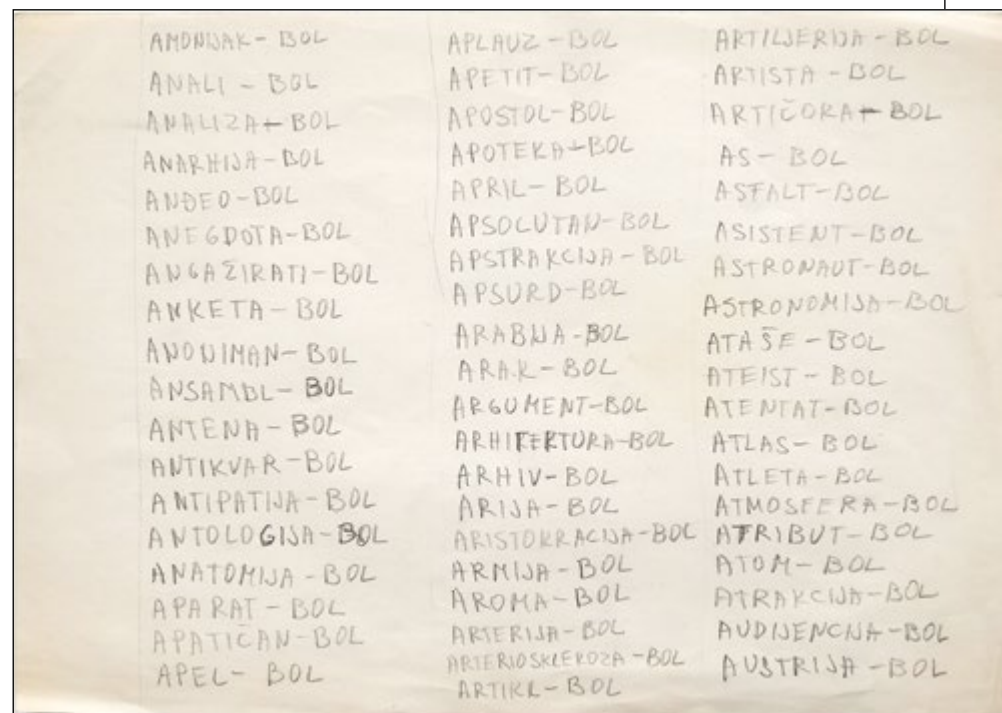 AMONIJAK - BOL
ANALI - BOL
ANALIZA - BOL
ANARHIJA - BOL
ANĐEO - BOL
ANEGDOTA - BOL
ANGAŽIRATI - BOL
ANKETA - BOL
ANONIMAN - BOL
ANSAMBL - BOL
ANTENA - BOL
ANTIKVAR - BOL
ANTIPATIJA - BOL
ANTOLOGIJA - BOL
ANATOMIJA - BOL
APARAT - BOL
APATIČAN - BOL
APEL - BOL
APLAUZ - BOL
APETIT - BOL
APOSTOL - BOL
APOTEKA - BOL
APRIL - BOL
APSOLUTAN - BOL
APSTRAKCIJA - BOL
APSURD - BOL
ARABIJA - BOL
ARAK - BOL
ARGUMENT - BOL
ARHITEKTURA - BOL
ARHIV - BOL
ARIJA - BOL
ARISTOKRACIJA - BOL
ARMIJA - BOL
AROMA - BOL
ARTERIJA - BOL
ARTERIOSKLEROZA - BOL
ARTIKL - BOL
ARTILJERIJA - BOL
ARTISTA - BOL
ARTIČOKA - BOL
AS - BOL
ASFALT - BOL
ASISTENT - BOL
ASTRONAUT - BOL
ASTRONOMIJA - BOL
ATAŠE - BOL
ATEIST - BOL
ATENTAT - BOL
ATLAS - BOL
ATLETA - BOL
ATMOSFERA - BOL
ATRIBUT - BOL
ATOM - BOL
ATRAKCIJA - BOL
AUDIJENCIJA - BOL
AUSTRIJA - BOL